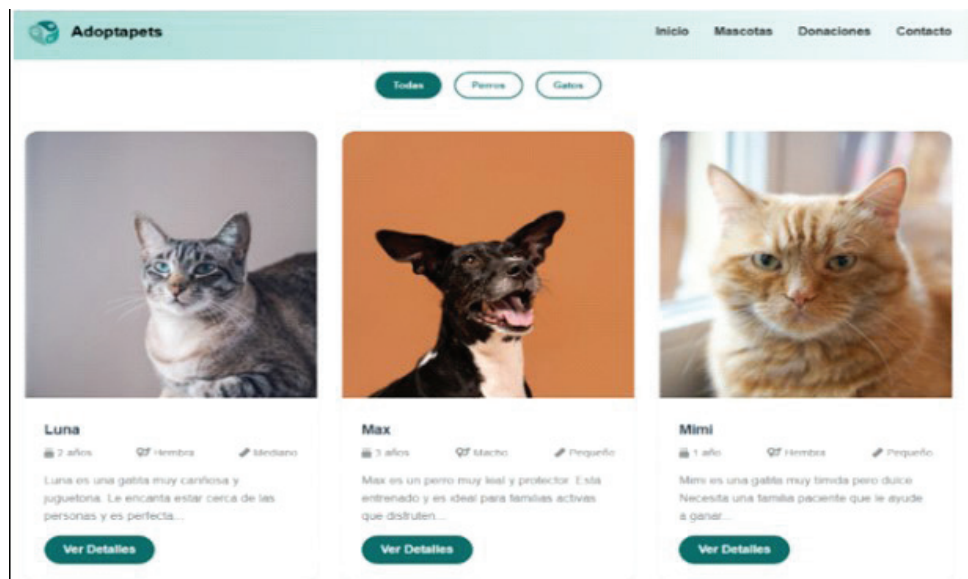 Adoptapets
Inicio Mascotas Donaciones Contacto
Todas Perros Gatos
Luna
2 años Hembra Mediano
Luna es una gatita muy cariñosa y
juguetona. Le encanta estar cerca de las
personas y es perfecta...
Ver Detalles
Max
3 años Macho Pequeño
Max es un perro muy leal y protector. Está
entrenado y es ideal para familias activas
que disfruten...
Ver Detalles
Mimi
1 año Hembra Pequeño
Mimi es una gatita muy tímida pero dulce.
Necesita una familia paciente que le ayude
a ganar...
Ver Detalles